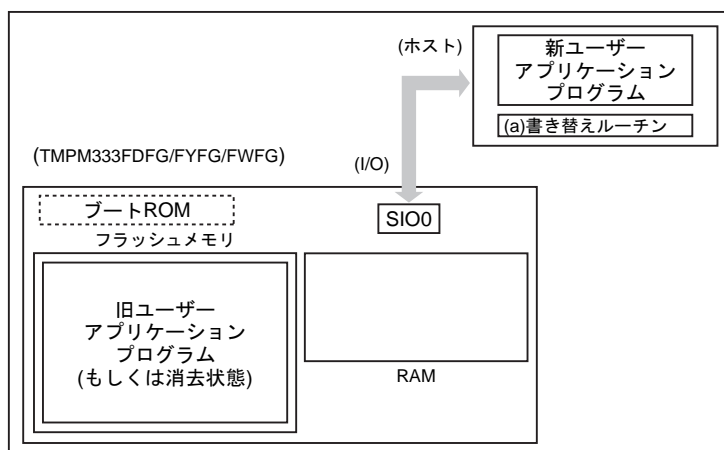 (ホスト)
新ユーザー
アプリケーション
プログラム
(a)書き替えルーチン
(TMPM333FDFG/FYFG/FWFG)
(I/O)
ブートROM
SIO0
フラッシュメモリ
旧ユーザー
アプリケーション
プログラム
(もしくは消去状態)
RAM